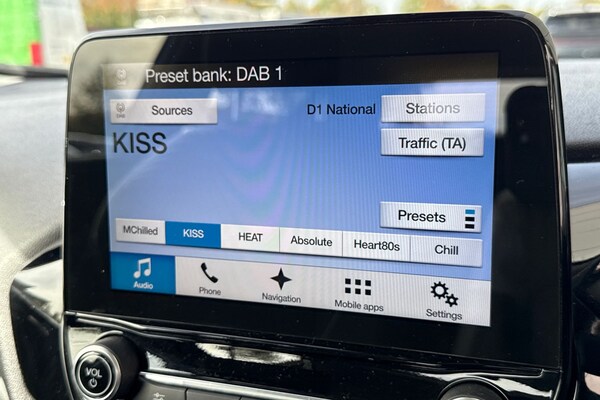 Preset bank: DAB 1
Sources
D1 National
Stations
KISS
Traffic (TA)
Presets
MChilled
KISS
HEAT
Absolute
Heart80s
Chill
Audio
Phone
Navigation
Mobile apps
Settings
VOL